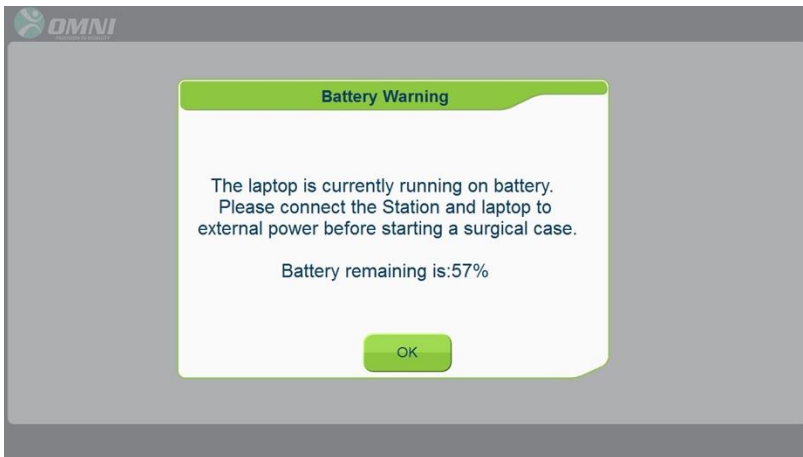 OMNI
Battery Warning
The laptop is currently running on battery.
Please connect the Station and laptop to
external power before starting a surgical case.
Battery remaining is:57%
OK